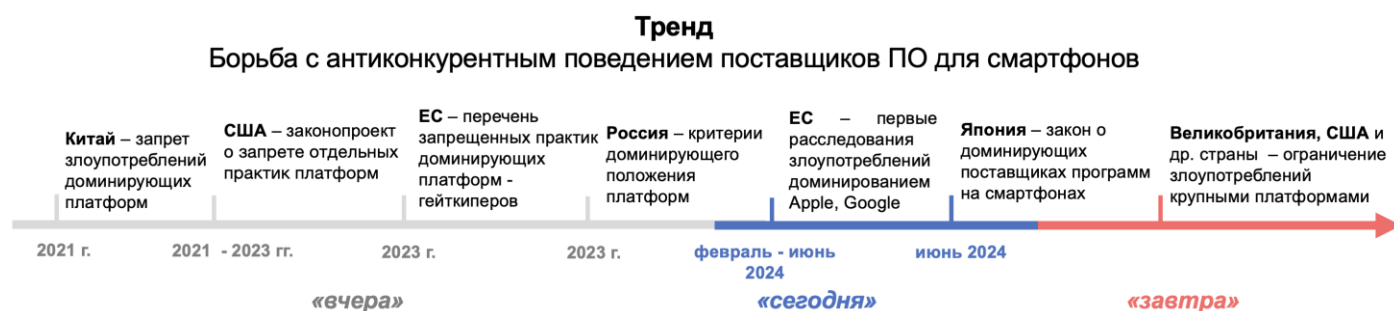 Тренд
Борьба с антиконкурентным поведением поставщиков ПО для смартфонов
Китай – запрет
злоупотреблений
доминирующих
платформ
США – законопроект
о запрете отдельных
практик платформ
ЕС – перечень
запрещенных практик
доминирующих
платформ -
гейткиперов
Россия – критерии
доминирующего
положения
платформ
ЕС – первые
расследования
злоупотреблений
доминированием
Apple, Google
Япония – закон о
доминирующих
поставщиках программ
на смартфонах
Великобритания, США и
др. страны – ограничение
злоупотреблений
крупными платформами
2021 г.
2021 - 2023 гг.
2023 г.
2023 г.
февраль - июнь
2024
июнь 2024
«вчера»
«сегодня»
«завтра»